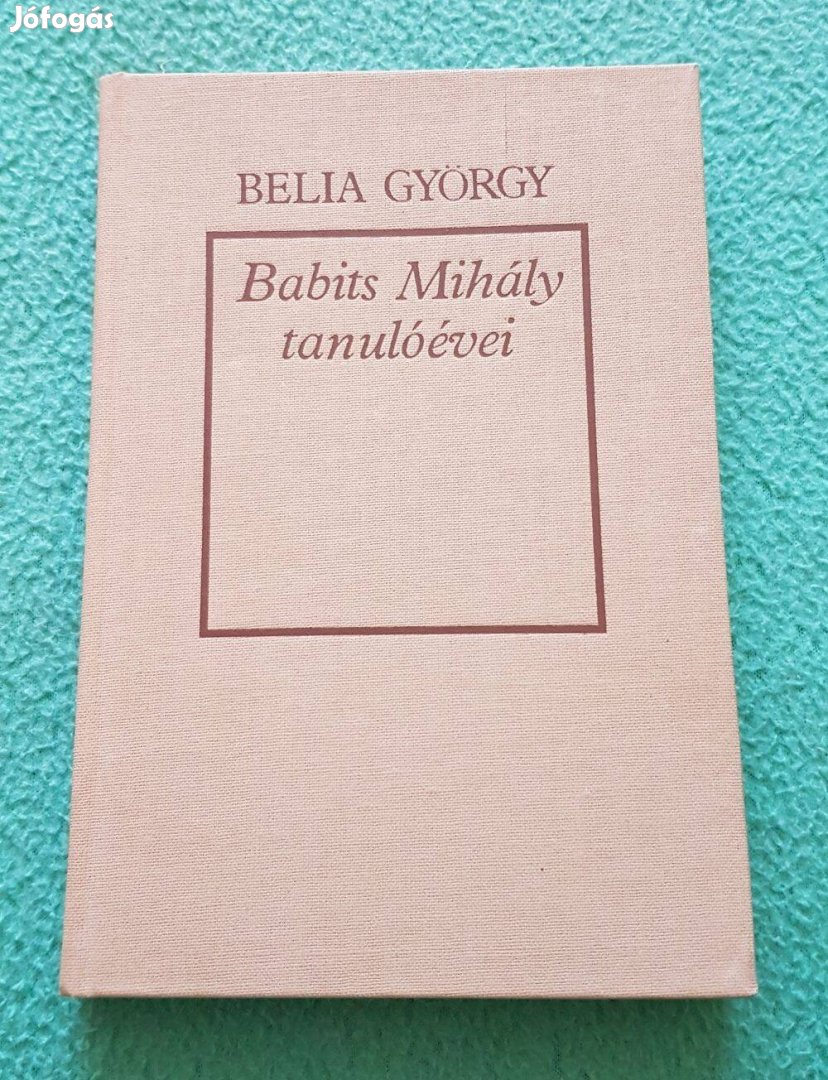 Jófogás
BELIA GYÖRGY
Babits Mihály
tanulóévei